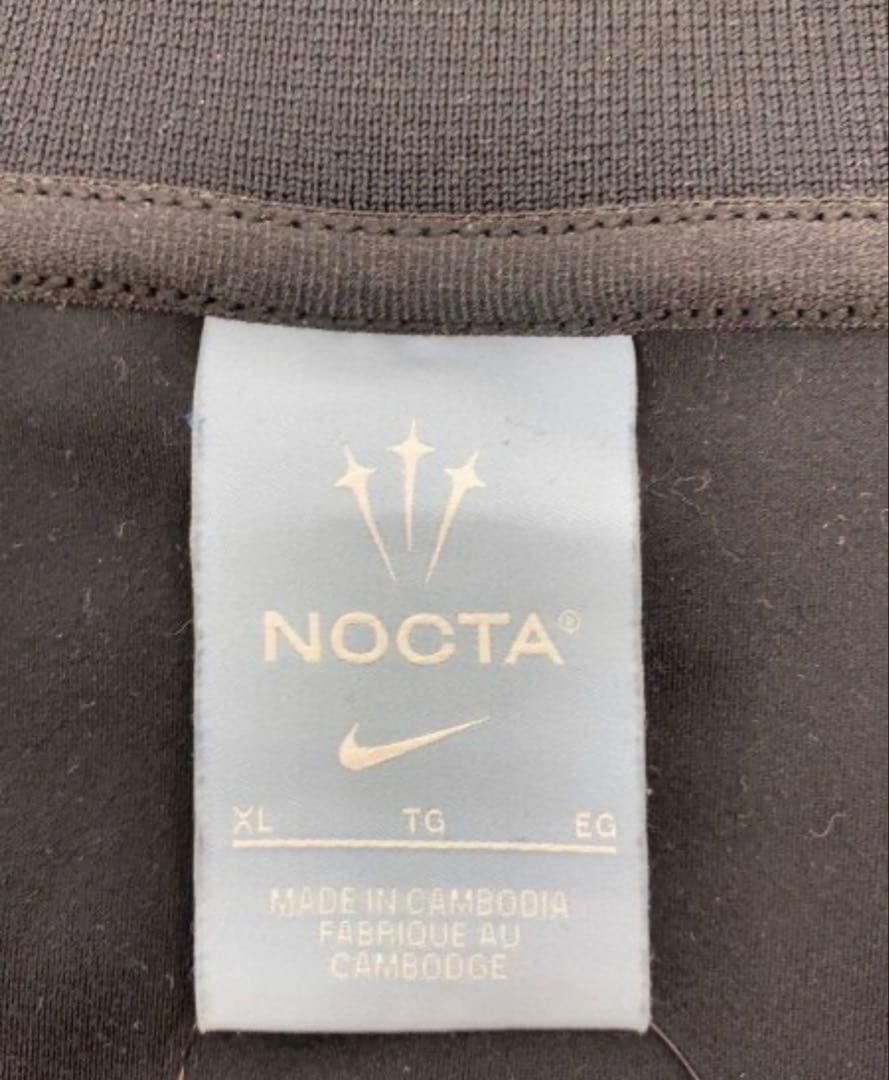 NOCTA®
XL TG EG
MADE IN CAMBODIA
FABRIQUE AU
CAMBODGE